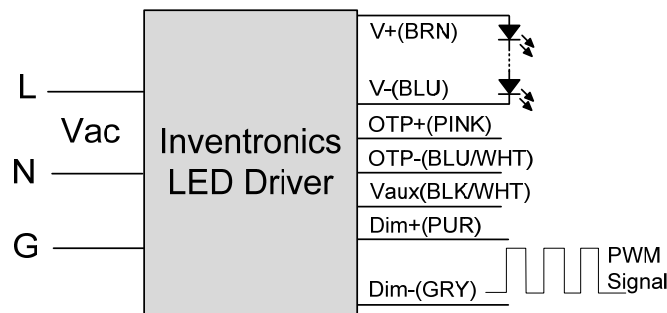 L
Vac
N
G
Inventronics
LED Driver
V+(BRN)
V-(BLU)
OTP+(PINK)
OTP-(BLU/WHT)
Vaux(BLK/WHT)
Dim+(PUR)
Dim-(GRY)
PWM
Signal